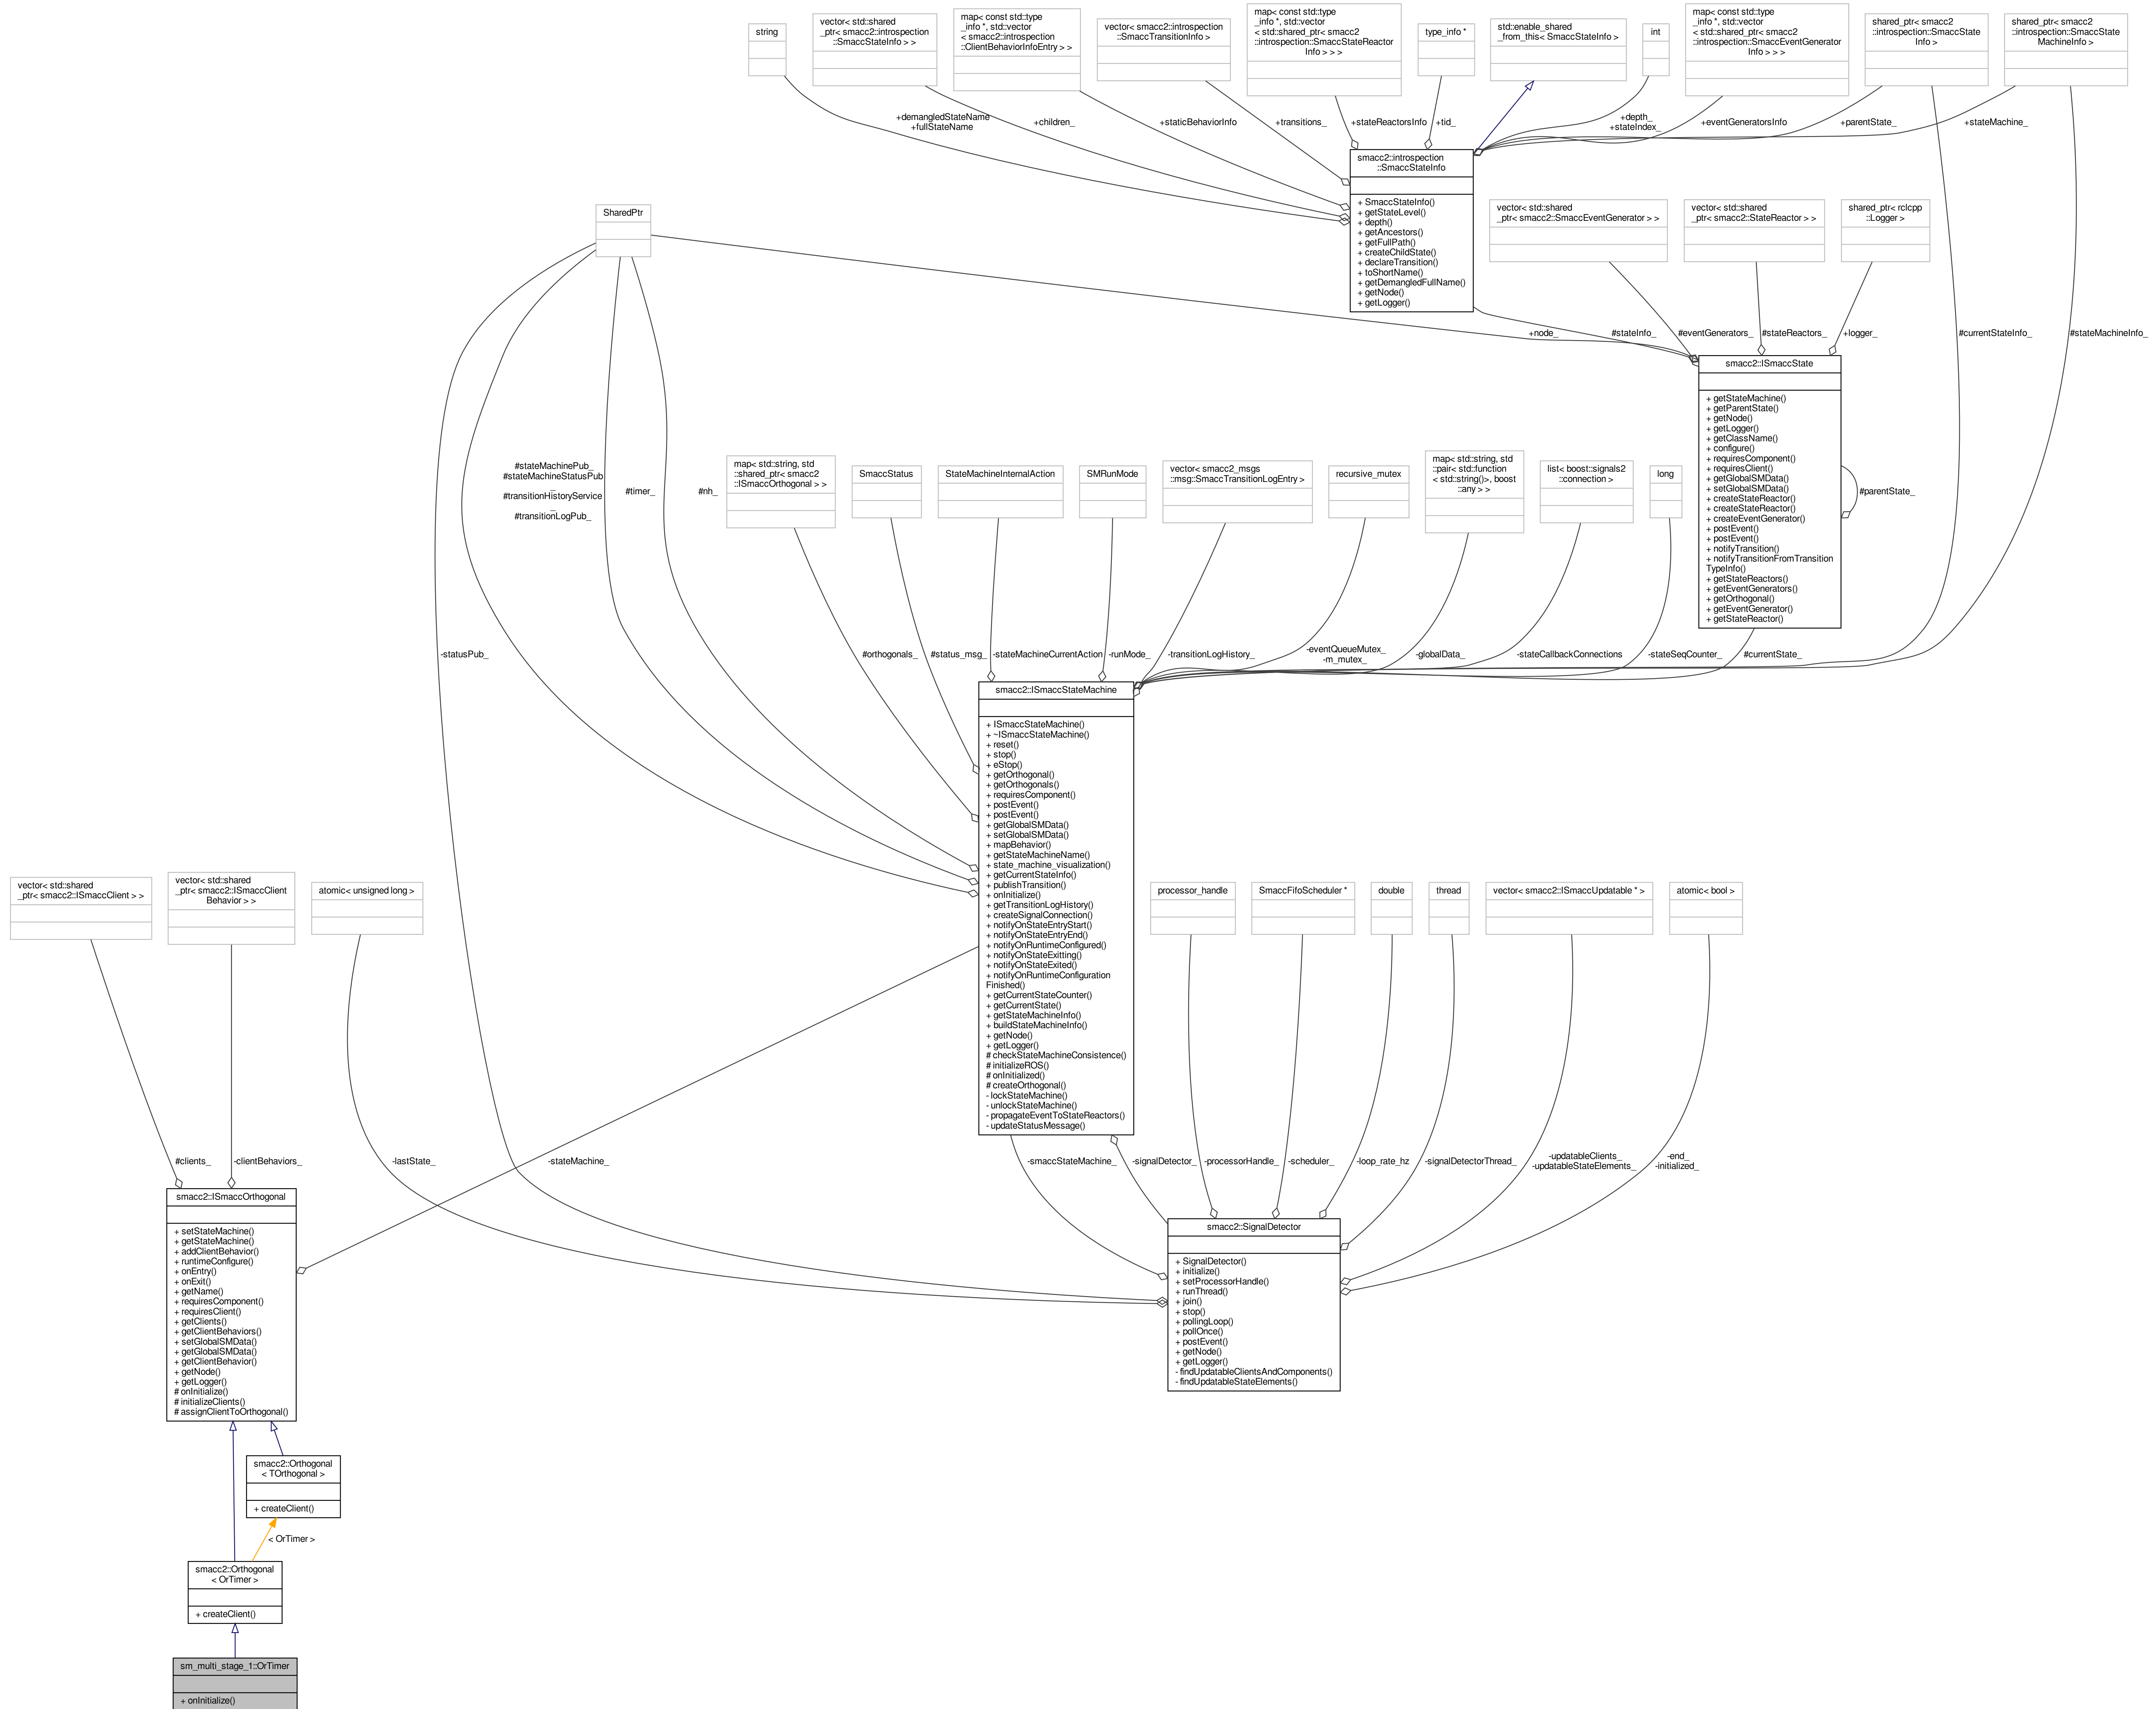 string
vector< std::shared
_ptr< smacc2::introspection
::SmaccStateInfo > >
map< const std::type
_info *, std::vector
< smacc2::introspection
::ClientBehaviorInfoEntry > >
vector< smacc2::introspection
::SmaccTransitionInfo >
map< const std::type
_info *, std::vector
< std::shared_ptr< smacc2
::introspection::SmaccStateReactor
Info > > >
type_info *
std::enable_shared
_from_this< SmaccStateInfo >
int
map< const std::type
_info *, std::vector
< std::shared_ptr< smacc2
::introspection::SmaccEventGenerator
Info > > >
shared_ptr< smacc2
::introspection::SmaccState
Info >
shared_ptr< smacc2
::introspection::SmaccState
MachineInfo >
+demangledStateName
+fullStateName
+children_
+staticBehaviorInfo
+transitions_
+stateReactorsInfo
+tid_
+depth_
+stateIndex_
+eventGeneratorsInfo
+parentState_
+stateMachine_
smacc2::introspection
::SmaccStateInfo
+ SmaccStateInfo()
+ getStateLevel()
+ depth()
+ getAncestors()
+ getFullPath()
+ createChildState()
+ declareTransition()
+ toShortName()
+ getDemangledFullName()
+ getNode()
+ getLogger()
SharedPtr
vector< std::shared
_ptr< smacc2::SmaccEventGenerator > >
vector< std::shared
_ptr< smacc2::StateReactor > >
shared_ptr< rclcpp
::Logger >
+node_
#stateInfo_
#eventGenerators_
#stateReactors_
+logger_
#currentStateInfo_
#stateMachineInfo_
smacc2::ISmaccState
+ getStateMachine()
+ getParentState()
+ getNode()
+ getLogger()
+ getClassName()
+ configure()
+ requiresComponent()
+ requiresClient()
+ getGlobalSMData()
+ setGlobalSMData()
+ createStateReactor()
+ createStateReactor()
+ createEventGenerator()
+ postEvent()
+ postEvent()
+ notifyTransition()
+ notifyTransitionFromTransition
TypeInfo()
+ getStateReactors()
+ getEventGenerators()
+ getOrthogonal()
+ getEventGenerator()
+ getStateReactor()
#parentState_
#stateMachinePub_
#stateMachineStatusPub
_
#transitionHistoryService
_
#transitionLogPub_
#timer_
#nh_
map< std::string, std
::shared_ptr< smacc2
::ISmaccOrthogonal > >
SmaccStatus
StateMachineInternalAction
SMRunMode
vector< smacc2_msgs
::msg::SmaccTransitionLogEntry >
recursive_mutex
map< std::string, std
::pair< std::function
< std::string()>, boost
::any > >
list< boost::signals2
::connection >
long
-statusPub_
#orthogonals_
#status_msg_
-stateMachineCurrentAction
-runMode_
-transitionLogHistory_
-eventQueueMutex_
-m_mutex_
-globalData_
-stateCallbackConnections
-stateSeqCounter_
#currentState_
smacc2::ISmaccStateMachine
+ ISmaccStateMachine()
+ ~ISmaccStateMachine()
+ reset()
+ stop()
+ eStop()
+ getOrthogonal()
+ getOrthogonals()
+ requiresComponent()
+ postEvent()
+ postEvent()
+ getGlobalSMData()
+ setGlobalSMData()
+ mapBehavior()
+ getStateMachineName()
+ state_machine_visualization()
+ getCurrentStateInfo()
+ publishTransition()
+ onInitialize()
+ getTransitionLogHistory()
+ createSignalConnection()
+ notifyOnStateEntryStart()
+ notifyOnStateEntryEnd()
+ notifyOnRuntimeConfigured()
+ notifyOnStateExitting()
+ notifyOnStateExited()
+ notifyOnRuntimeConfiguration
Finished()
+ getCurrentStateCounter()
+ getCurrentState()
+ getStateMachineInfo()
+ buildStateMachineInfo()
+ getNode()
+ getLogger()
# checkStateMachineConsistence()
# initializeROS()
# onInitialized()
# createOrthogonal()
- lockStateMachine()
- unlockStateMachine()
- propagateEventToStateReactors()
- updateStatusMessage()
vector< std::shared
_ptr< smacc2::ISmaccClient > >
vector< std::shared
_ptr< smacc2::ISmaccClient
Behavior > >
atomic< unsigned long >
processor_handle
SmaccFifoScheduler *
double
thread
vector< smacc2::ISmaccUpdatable * >
atomic< bool >
#clients_
-clientBehaviors_
-lastState_
-stateMachine_
-smaccStateMachine_
-signalDetector_
-processorHandle_
-scheduler_
-loop_rate_hz
-signalDetectorThread_
-updatableClients_
-updatableStateElements_
-end_
-initialized_
smacc2::ISmaccOrthogonal
+ setStateMachine()
+ getStateMachine()
+ addClientBehavior()
+ runtimeConfigure()
+ onEntry()
+ onExit()
+ getName()
+ requiresComponent()
+ requiresClient()
+ getClients()
+ getClientBehaviors()
+ setGlobalSMData()
+ getGlobalSMData()
+ getClientBehavior()
+ getNode()
+ getLogger()
# onInitialize()
# initializeClients()
# assignClientToOrthogonal()
smacc2::SignalDetector
+ SignalDetector()
+ initialize()
+ setProcessorHandle()
+ runThread()
+ join()
+ stop()
+ pollingLoop()
+ pollOnce()
+ postEvent()
+ getNode()
+ getLogger()
- findUpdatableClientsAndComponents()
- findUpdatableStateElements()
smacc2::Orthogonal
< TOrthogonal >
+ createClient()
< OrTimer >
smacc2::Orthogonal
< OrTimer >
+ createClient()
sm_multi_stage_1::OrTimer
+ onInitialize()